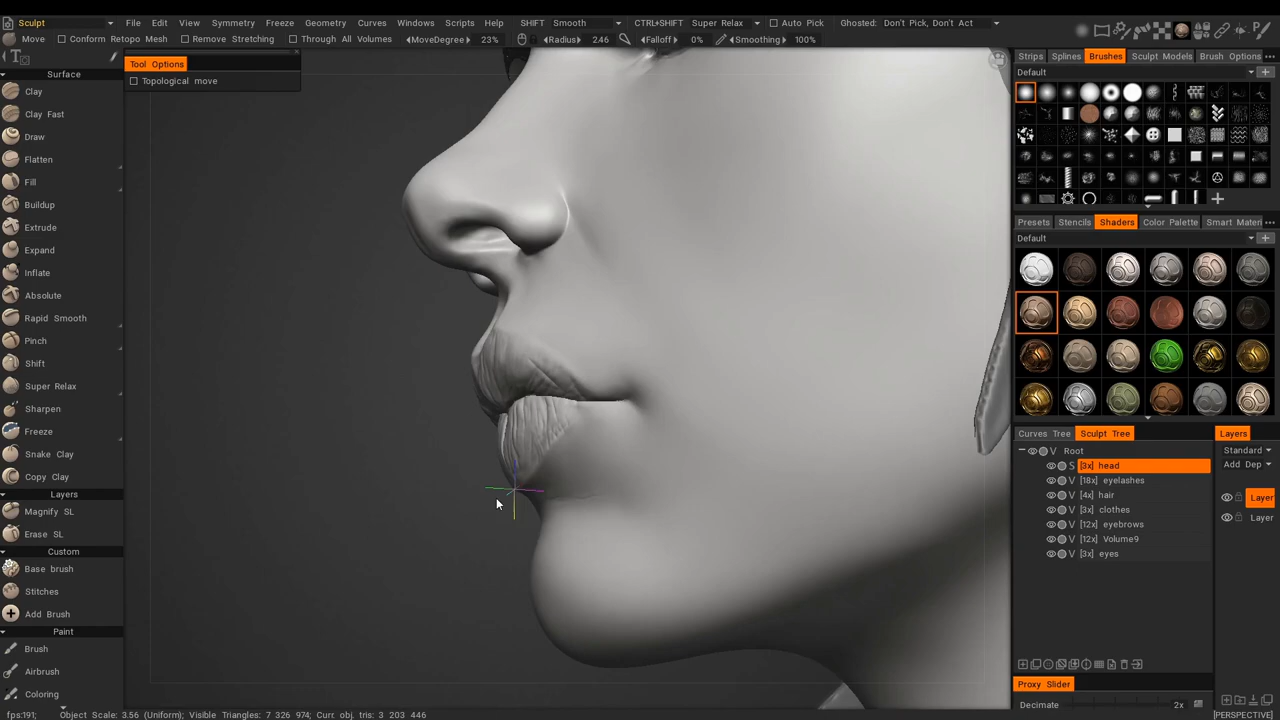 Sculpt File Edit View Windows Symmetry Freeze Geometry Curves Windows Scripts Help SHIFT Smooth CTRL+SHIFT Super Relax Auto Pick Ghosted: Don't Pick, Don't Act
Move Conform Retopo Mesh Remove Stretching Through All Volumes MoveDegree 23% Radius 2.46 Falloff 0% Smoothing 100%
Tool Options
Topological move
Surface
Clay
Clay Fast
Draw
Flatten
Fill
Buildup
Extrude
Expand
Inflate
Absolute
Rapid Smooth
Pinch
Shift
Super Relax
Sharpen
Freeze
Snake Clay
Copy Clay
Layers
Magnify SL
Erase SL
Custom
Base brush
Stitches
Add Brush
Paint
Brush
Airbrush
Coloring
Strips Splines Brushes Sculpt Models Brush Options
Default
Presets Stencils Shaders Color Palette Smart Materi
Default
Curves Tree Sculpt Tree Layers
V Root
S [3x] head
V [18x] eyelashes
V [4x] hair
V [3x] clothes
V [12x] eyebrows
V [12x] Volume9
V [3x] eyes
Standard
Add Dep
Layer
Layer
Proxy Slider
Decimate 2x
fps:191; Object Scale: 3.56 (Uniform); Visible Triangles: 7 326 974; Curr. obj. tris: 3 203 446 [PERSPECTIVE]